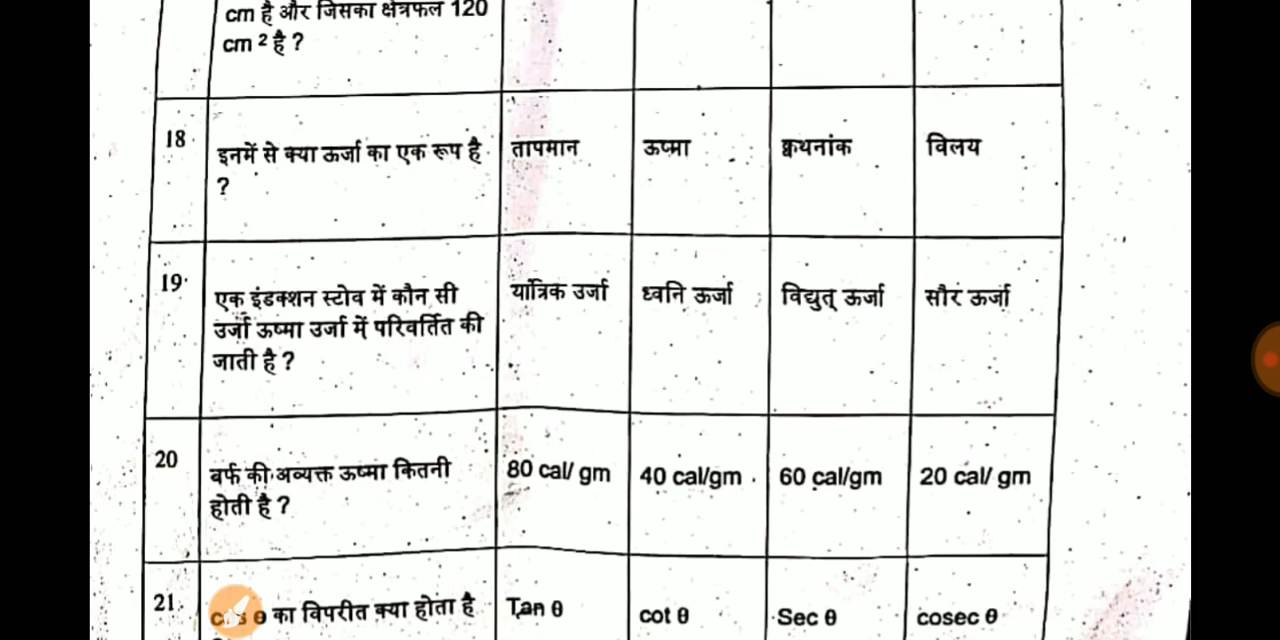 cm है और जिसका क्षेत्रफल 120
cm 2 है ?
18 इनमें से क्या ऊर्जा का एक रूप है तापमान ऊष्मा क्वथनांक विलय
?
19 एक इंडक्शन स्टोव में कौन सी यांत्रिक उर्जा ध्वनि ऊर्जा विद्युत् ऊर्जा सौर ऊर्जा
उर्जा ऊष्मा उर्जा में परिवर्तित की
जाती है ?
20 बर्फ की अव्यक्त ऊष्मा कितनी 80 cal/ gm 40 cal/gm 60 cal/gm 20 cal/ gm
होती है ?
21 θ का विपरीत क्या होता है Tan θ cot θ Sec θ cosec θ